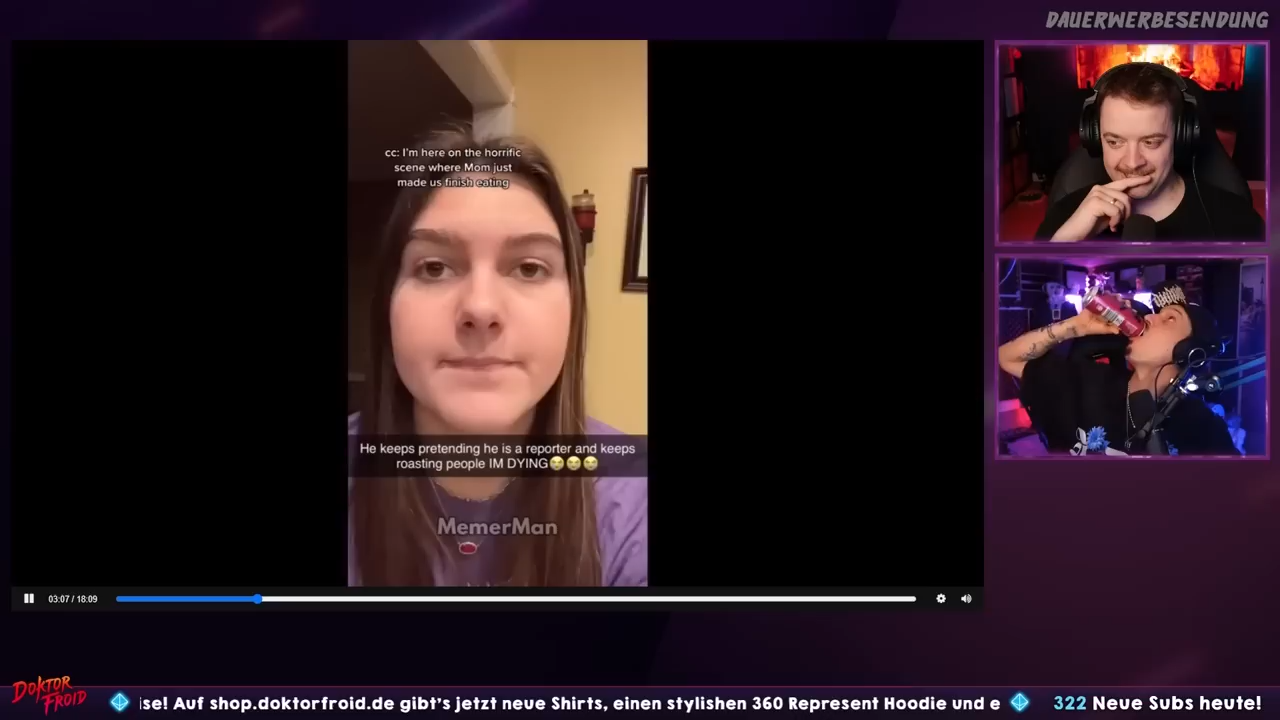 DAUERWERBESENDUNG
cc: I'm here on the horrific
scene where Mom just
made us finish eating
He keeps pretending he is a reporter and keeps
roasting people IM DYING😭😭😭
MemerMan
03:07 / 18:09
DOKTOR
FROID
ise! Auf shop.doktorfroid.de gibt's jetzt neue Shirts, einen stylishen 360 Represent Hoodie und e
322 Neue Subs heute!